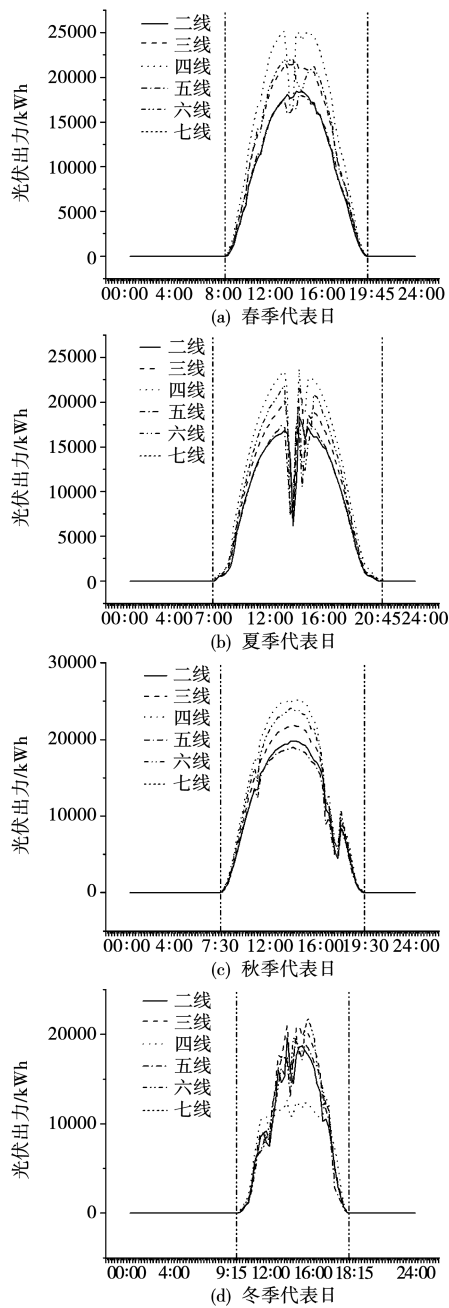 光伏出力/kWh
25000
20000
15000
10000
5000
0
二线
三线
四线
五线
六线
七线
00:00 4:00 8:00 12:00 16:00 19:45 24:00
(a) 春季代表日
光伏出力/kWh
25000
20000
15000
10000
5000
0
二线
三线
四线
五线
六线
七线
00:00 4:00 7:00 12:00 16:00 20:45 24:00
(b) 夏季代表日
光伏出力/kWh
30000
20000
10000
0
二线
三线
四线
五线
六线
七线
00:00 4:00 7:30 12:00 16:00 19:30 24:00
(c) 秋季代表日
光伏出力/kWh
20000
10000
0
二线
三线
四线
五线
六线
七线
00:00 4:00 9:15 12:00 16:00 18:15 24:00
(d) 冬季代表日